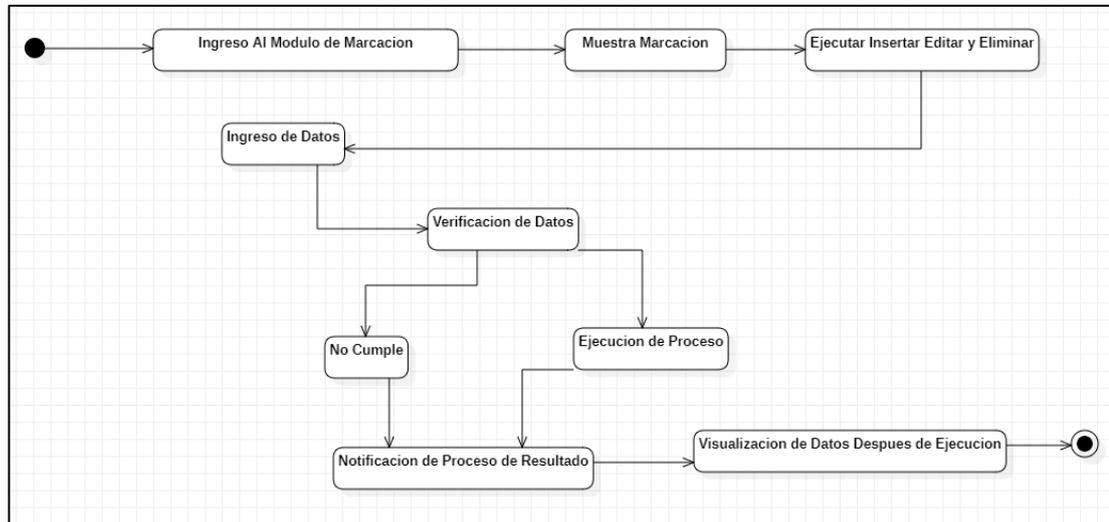 Ingreso Al Modulo de Marcacion
Muestra Marcacion
Ejecutar Insertar Editar y Eliminar
Ingreso de Datos
Verificacion de Datos
No Cumple
Ejecucion de Proceso
Notificacion de Proceso de Resultado
Visualizacion de Datos Despues de Ejecucion